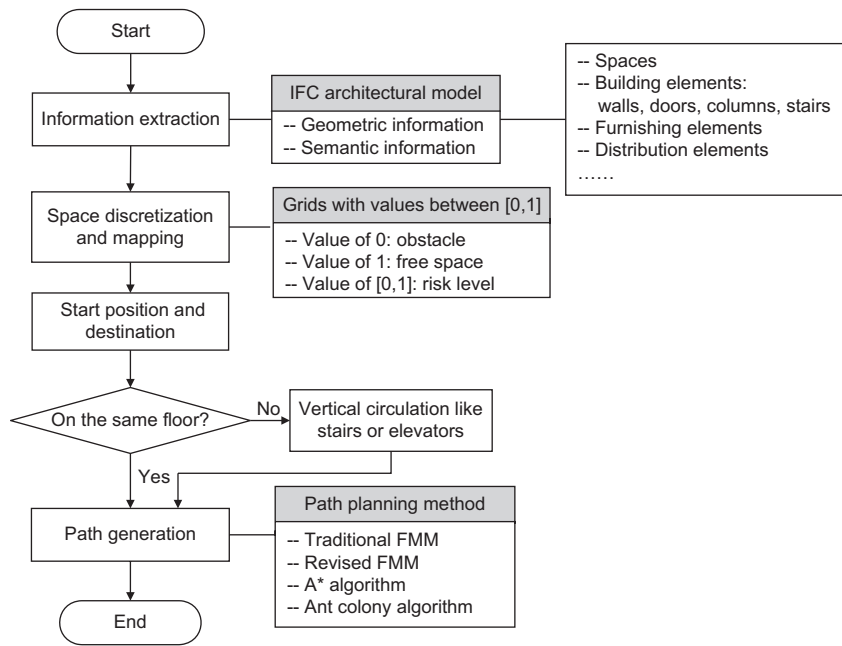 Start
Information extraction
IFC architectural model
-- Geometric information
-- Semantic information
-- Spaces
-- Building elements:
walls, doors, columns, stairs
-- Furnishing elements
-- Distribution elements
......
Space discretization
and mapping
Grids with values between [0,1]
-- Value of 0: obstacle
-- Value of 1: free space
-- Value of [0,1]: risk level
Start position and
destination
On the same floor?
No
Vertical circulation like
stairs or elevators
Yes
Path generation
Path planning method
-- Traditional FMM
-- Revised FMM
-- A* algorithm
-- Ant colony algorithm
End